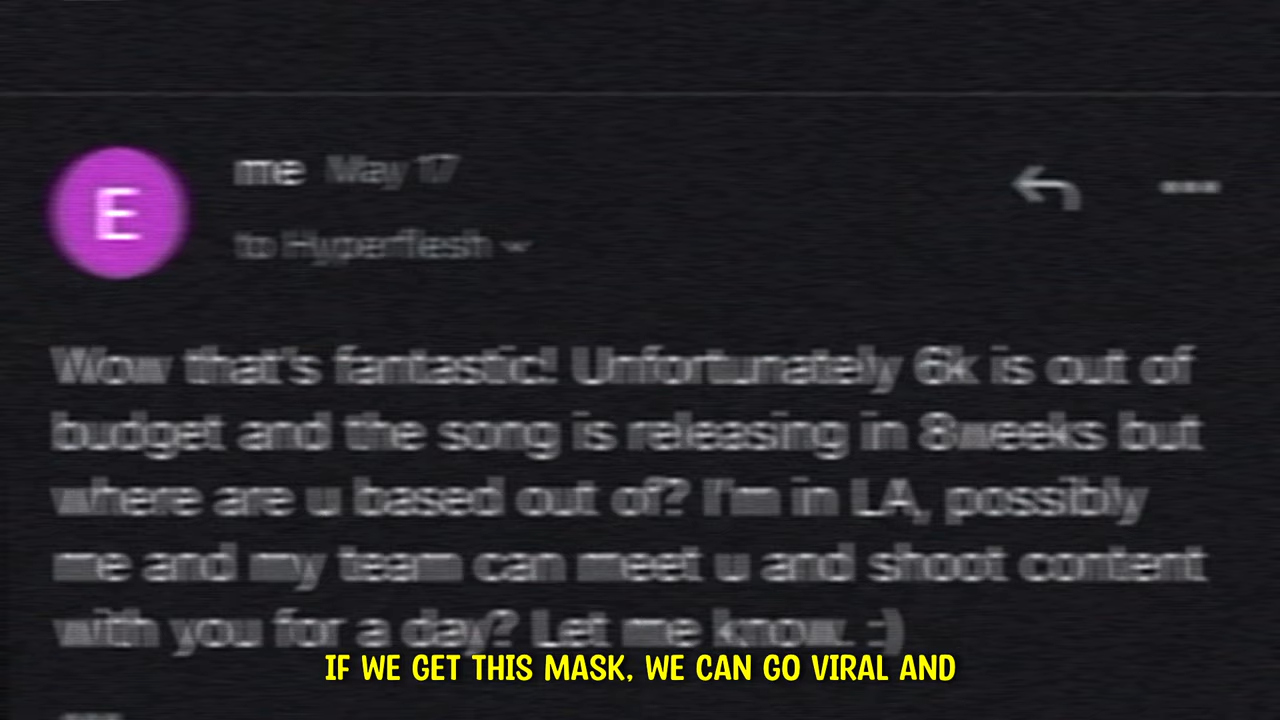 E
me May 17
to Hyperflesh
Wow that's fantastic! Unfortunately 6k is out of
budget and the song is releasing in 8weeks but
where are u based out of? I'm in LA, possibly
me and my team can meet u and shoot content
with you for a day? Let me know. :)
IF WE GET THIS MASK, WE CAN GO VIRAL AND